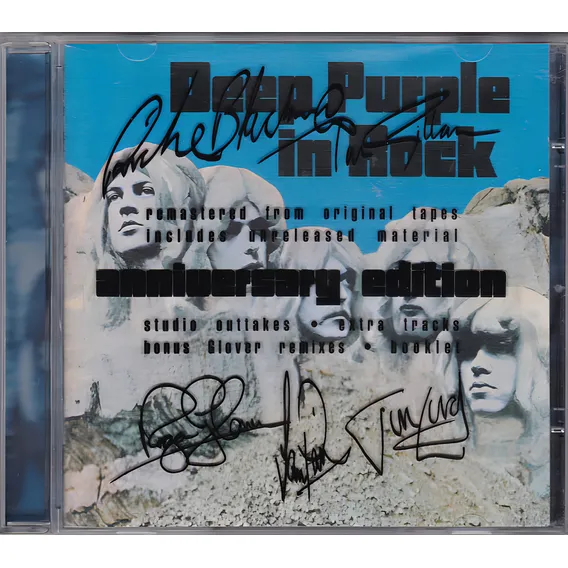 Deep Purple
in Rock
remastered from original tapes
includes unreleased material
anniversary edition
studio outtakes • extra tracks
bonus Glover remixes • booklet